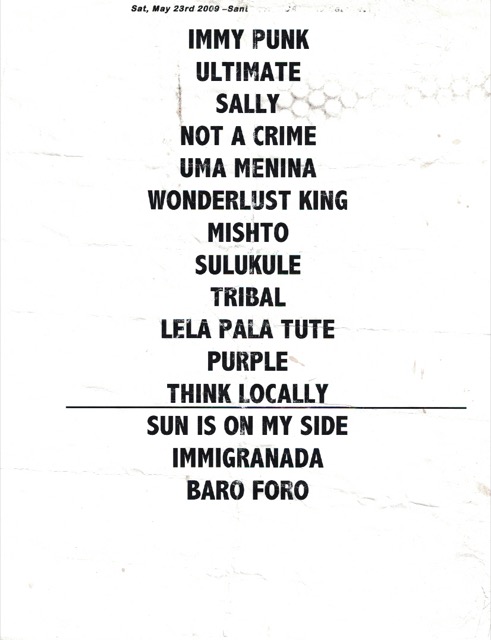 Sat, May 23rd 2009 –San
IMMY PUNK
ULTIMATE
SALLY
NOT A CRIME
UMA MENINA
WONDERLUST KING
MISHTO
SULUKULE
TRIBAL
LELA PALA TUTE
PURPLE
THINK LOCALLY
SUN IS ON MY SIDE
IMMIGRANADA
BARO FORO